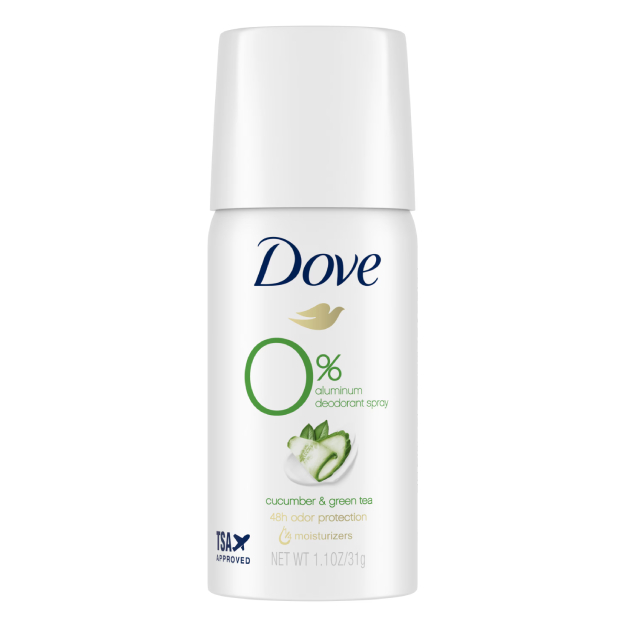 Dove
0%
aluminum
deodorant spray
cucumber & green tea
48h odor protection
¼ moisturizers
TSA
APPROVED
NET WT 1.1OZ/31g